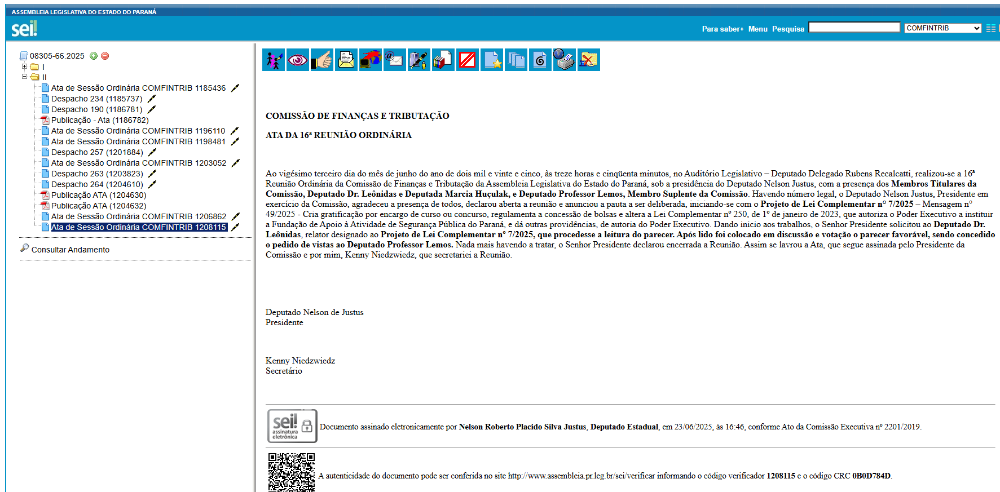 ASSEMBLEIA LEGISLATIVA DO ESTADO DO PARANÁ
sei!
Para saber+ Menu Pesquisa
COMFINTRIB
08305-66.2025
I
II
Ata de Sessão Ordinária COMFINTRIB 1185436
Despacho 234 (1185737)
Despacho 190 (1186781)
Publicação - Ata (1186782)
Ata de Sessão Ordinária COMFINTRIB 1196110
Ata de Sessão Ordinária COMFINTRIB 1198481
Despacho 257 (1201884)
Ata de Sessão Ordinária COMFINTRIB 1203052
Despacho 263 (1203823)
Despacho 264 (1204610)
Publicação ATA (1204630)
Publicação ATA (1204632)
Ata de Sessão Ordinária COMFINTRIB 1206862
Ata de Sessão Ordinária COMFINTRIB 1208115
Consultar Andamento
COMISSÃO DE FINANÇAS E TRIBUTAÇÃO
ATA DA 16ª REUNIÃO ORDINÁRIA
Ao vigésimo terceiro dia do mês de junho do ano de dois mil e vinte e cinco, às treze horas e cinqüenta minutos, no Auditório Legislativo – Deputado Delegado Rubens Recalcatti, realizou-se a 16ª
Reunião Ordinária da Comissão de Finanças e Tributação da Assembleia Legislativa do Estado do Paraná, sob a presidência do Deputado Nelson Justus, com a presença dos Membros Titulares da
Comissão, Deputado Dr. Leônidas e Deputada Marcia Huçulak, e Deputado Professor Lemos, Membro Suplente da Comissão. Havendo número legal, o Deputado Nelson Justus, Presidente em
exercício da Comissão, agradeceu a presença de todos, declarou aberta a reunião e anunciou a pauta a ser deliberada, iniciando-se com o Projeto de Lei Complementar n° 7/2025 – Mensagem n°
49/2025 - Cria gratificação por encargo de curso ou concurso, regulamenta a concessão de bolsas e altera a Lei Complementar nº 250, de 1º de janeiro de 2023, que autoriza o Poder Executivo a instituir
a Fundação de Apoio à Atividade de Segurança Pública do Paraná, e dá outras providências, de autoria do Poder Executivo. Dando inicio aos trabalhos, o Senhor Presidente solicitou ao Deputado Dr.
Leônidas, relator designado ao Projeto de Lei Complementar nº 7/2025, que procedesse a leitura do parecer. Após lido foi colocado em discussão e votação o parecer favorável, sendo concedido
o pedido de vistas ao Deputado Professor Lemos. Nada mais havendo a tratar, o Senhor Presidente declarou encerrada a Reunião. Assim se lavrou a Ata, que segue assinada pelo Presidente da
Comissão e por mim, Kenny Niedzwiedz, que secretariei a Reunião.
Deputado Nelson de Justus
Presidente
Kenny Niedzwiedz
Secretário
sei!
assinatura
eletrônica
Documento assinado eletronicamente por Nelson Roberto Placido Silva Justus, Deputado Estadual, em 23/06/2025, às 16:46, conforme Ato da Comissão Executiva nº 2201/2019.
A autenticidade do documento pode ser conferida no site http://www.assembleia.pr.leg.br/sei/verificar informando o código verificador 1208115 e o código CRC 0B0D784D.